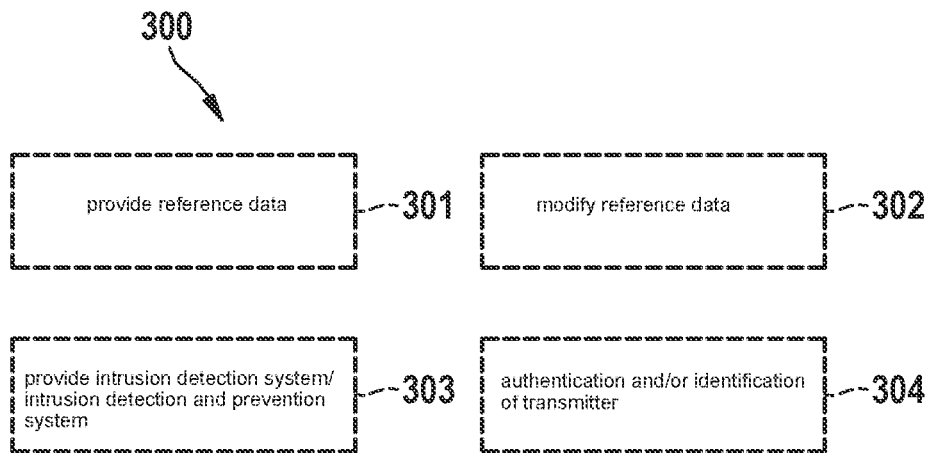 300
provide reference data
301
modify reference data
302
provide intrusion detection system/
intrusion detection and prevention
system
303
authentication and/or identification
of transmitter
304